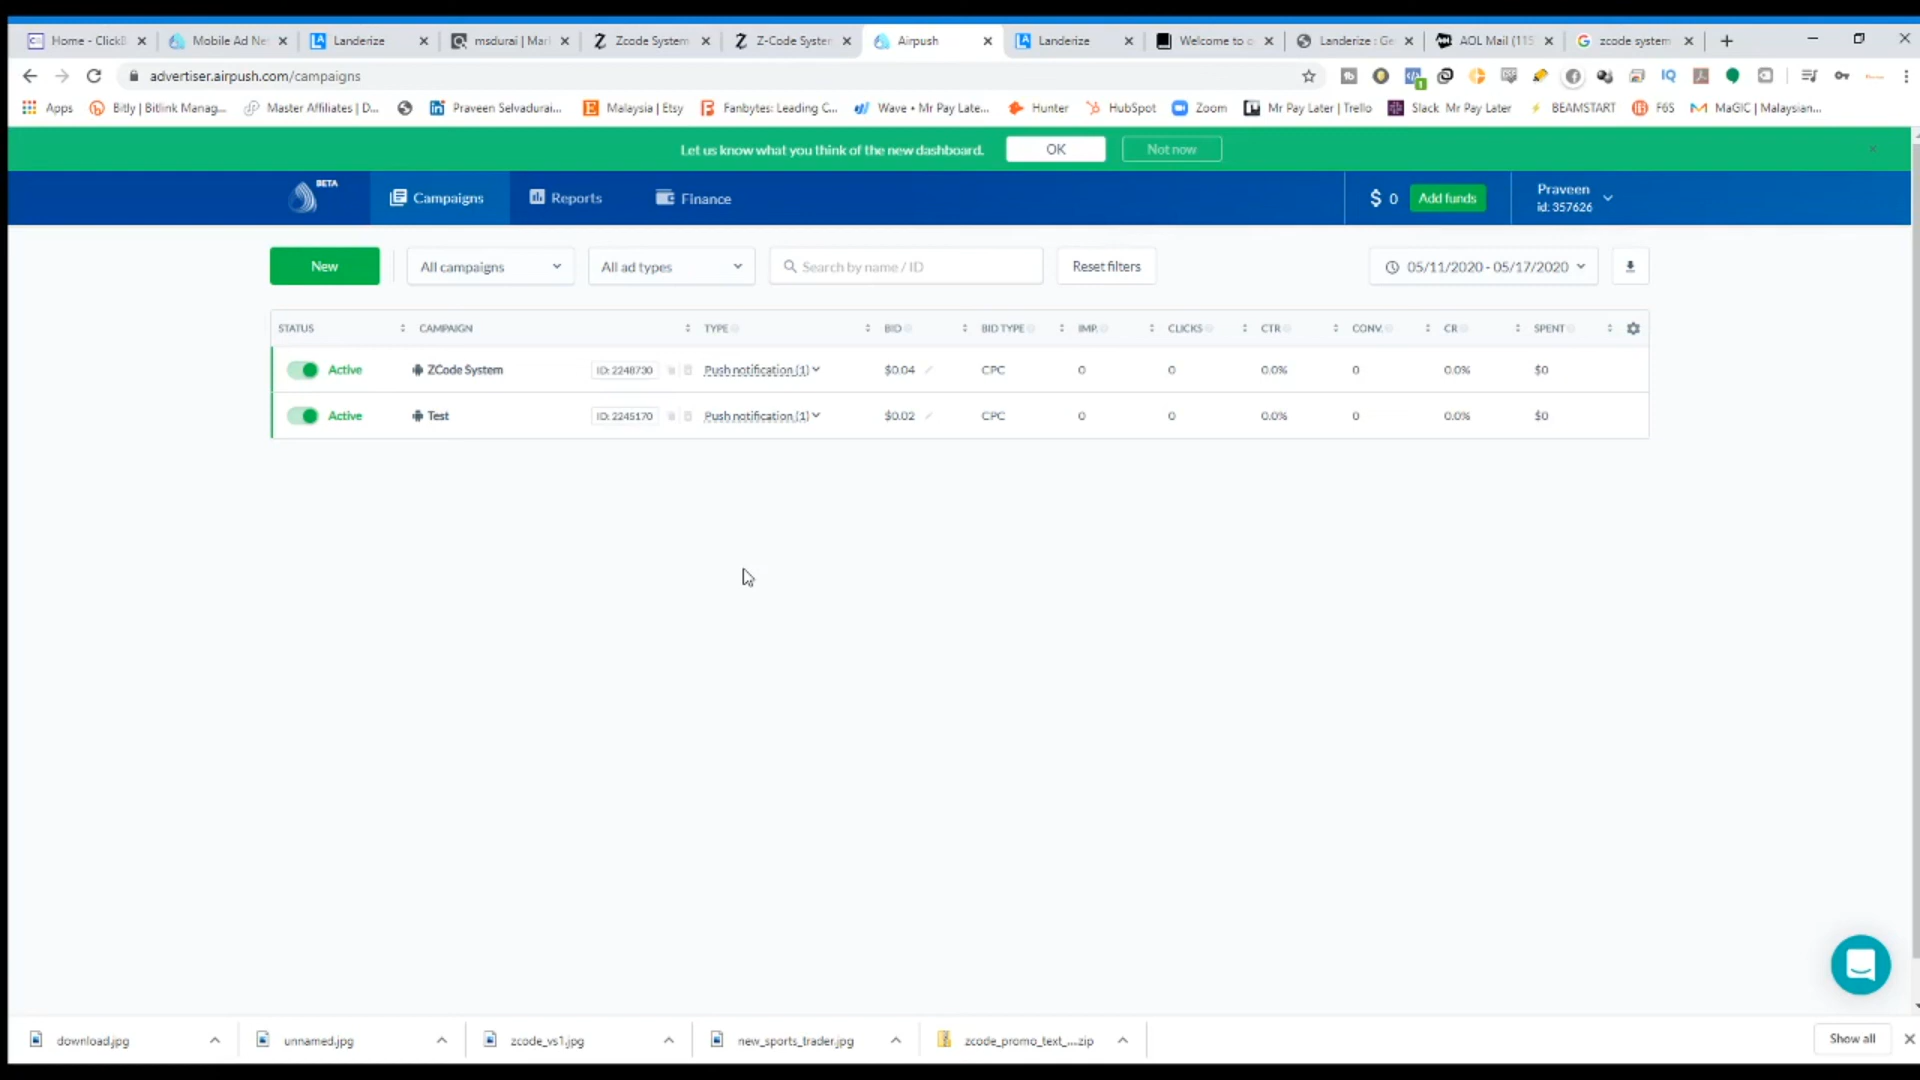 Home - ClickB
Mobile Ad Ne
Landerize
msdurai | Mar
Zcode System
Z-Code System
Airpush
Landerize
Welcome to c
Landerize : Ge
AOL Mail (115
zcode system
advertiser.airpush.com/campaigns
Apps
Bitly | Bitlink Manag...
Master Affiliates | D...
Praveen Selvadurai...
Malaysia | Etsy
Fanbytes: Leading C...
Wave • Mr Pay Late...
Hunter
HubSpot
Zoom
Mr Pay Later | Trello
Slack Mr Pay Later
BEAMSTART
F6S
MaGIC | Malaysian...
Let us know what you think of the new dashboard.
OK
Not now
BETA
Campaigns
Reports
Finance
$ 0
Add funds
Praveen
id: 357626
New
All campaigns
All ad types
Search by name / ID
Reset filters
05/11/2020 - 05/17/2020
STATUS CAMPAIGN TYPE BID BID TYPE IMP. CLICKS CTR CONV. CR SPENT
Active ZCode System ID: 2248730 Push notification (1) $0.04 CPC 0 0 0.0% 0 0.0% $0
Active Test ID: 2245170 Push notification (1) $0.02 CPC 0 0 0.0% 0 0.0% $0
download.jpg
unnamed.jpg
zcode_vs1.jpg
new_sports_trader.jpg
zcode_promo_text_....zip
Show all